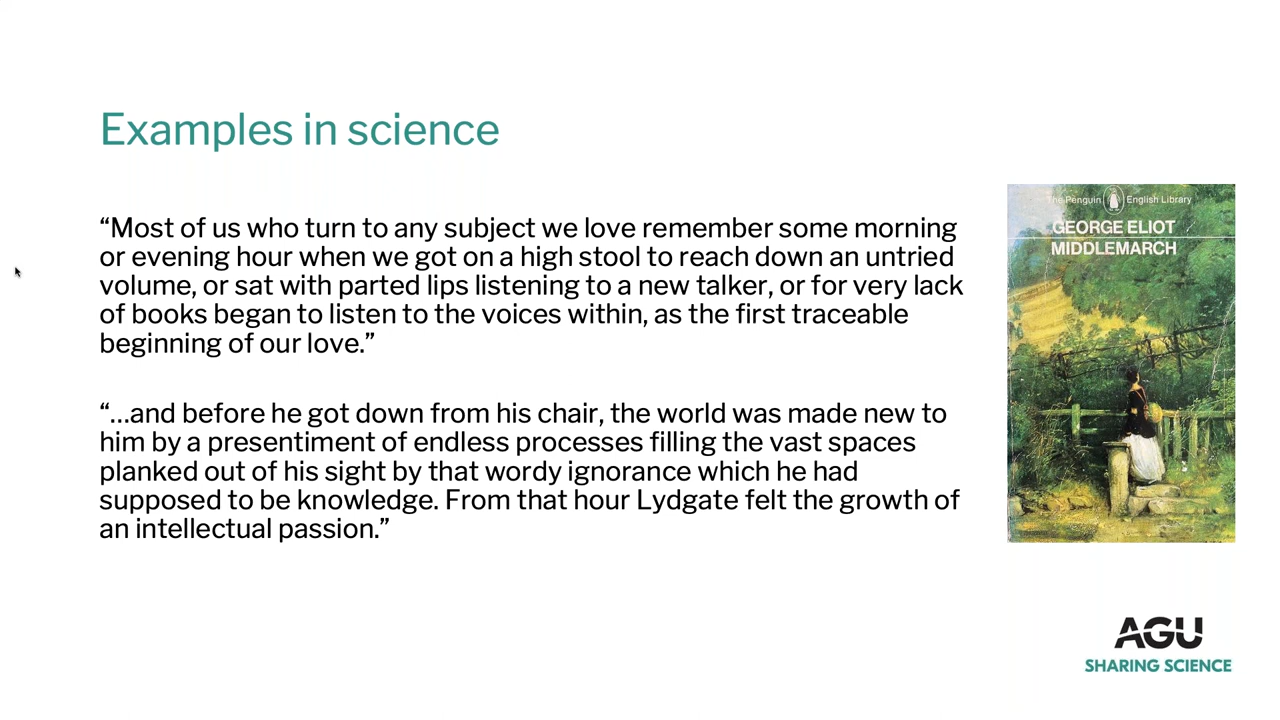 Examples in science
“Most of us who turn to any subject we love remember some morning
or evening hour when we got on a high stool to reach down an untried
volume, or sat with parted lips listening to a new talker, or for very lack
of books began to listen to the voices within, as the first traceable
beginning of our love.”
“…and before he got down from his chair, the world was made new to
him by a presentiment of endless processes filling the vast spaces
planked out of his sight by that wordy ignorance which he had
supposed to be knowledge. From that hour Lydgate felt the growth of
an intellectual passion.”
The Penguin English Library
GEORGE ELIOT
MIDDLEMARCH
AGU
SHARING SCIENCE